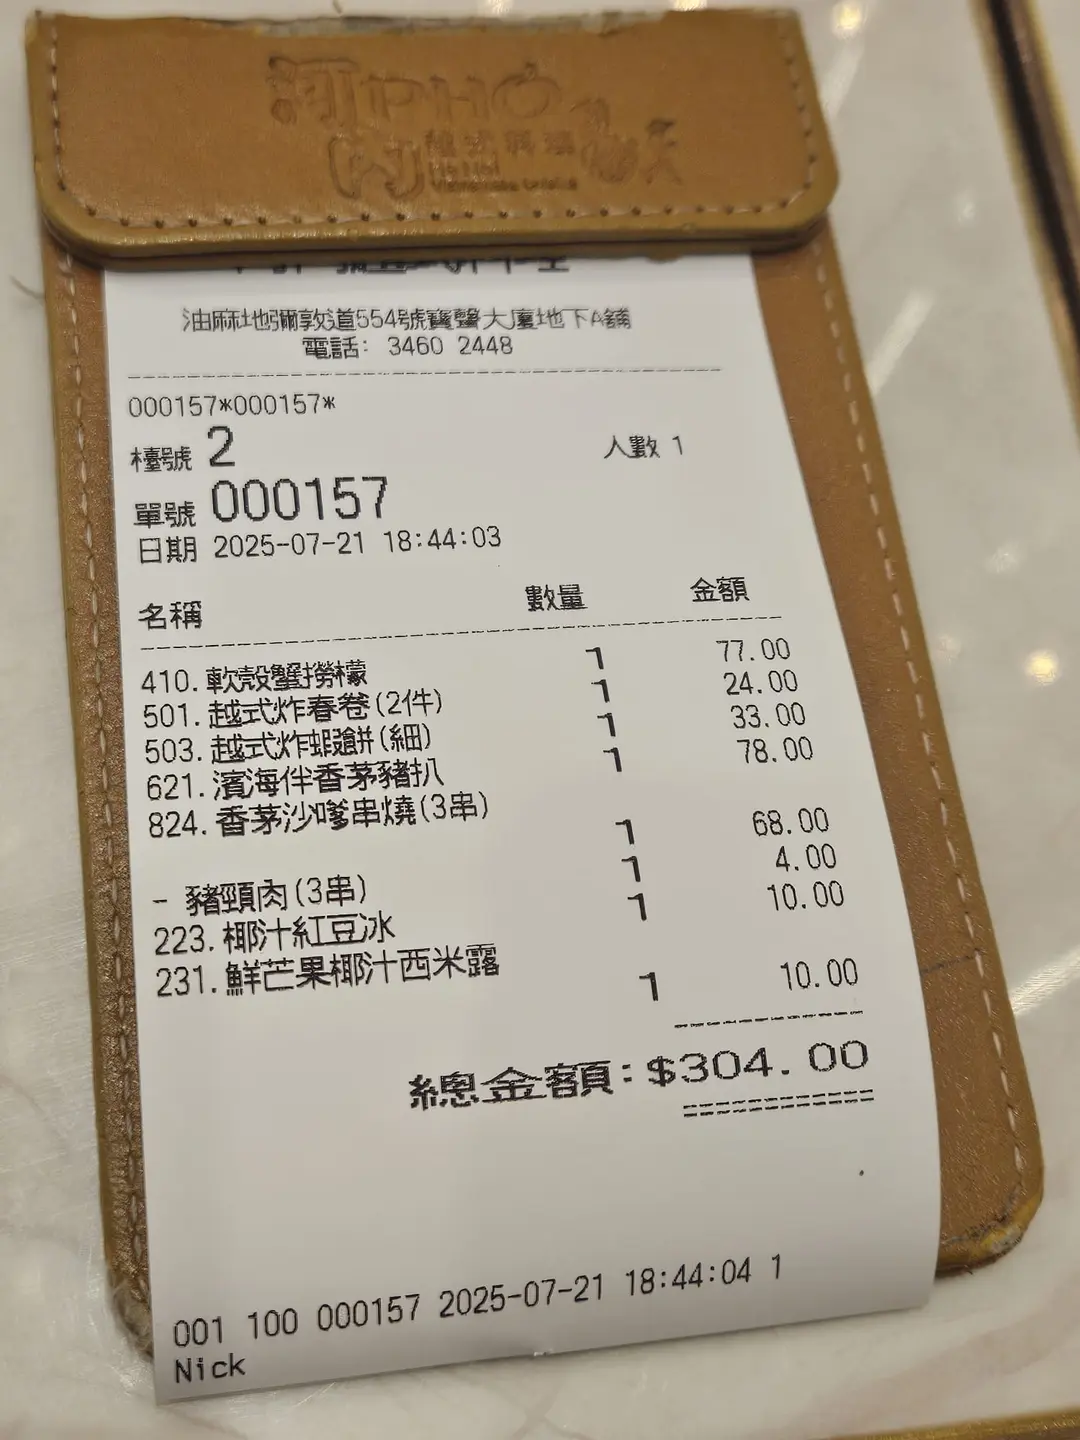 PHO
越式料理
油麻地彌敦道554號寶聲大廈地下A鋪
電話: 3460 2448
000157*000157*
檯號 2 人數 1
單號 000157
日期 2025-07-21 18:44:03
名稱 數量 金額
410. 軟殼蟹撈檬 1 77.00
501. 越式炸春卷(2件) 1 24.00
503. 越式炸蝦餅(細) 1 33.00
621. 濱海伴香茅豬扒 1 78.00
824. 香茅沙嗲串燒(3串) 1 68.00
- 豬頸肉(3串) 1 4.00
223. 椰汁紅豆冰 1 10.00
231. 鮮芒果椰汁西米露 1 10.00
總金額: $304.00
001 100 000157 2025-07-21 18:44:04 1
Nick